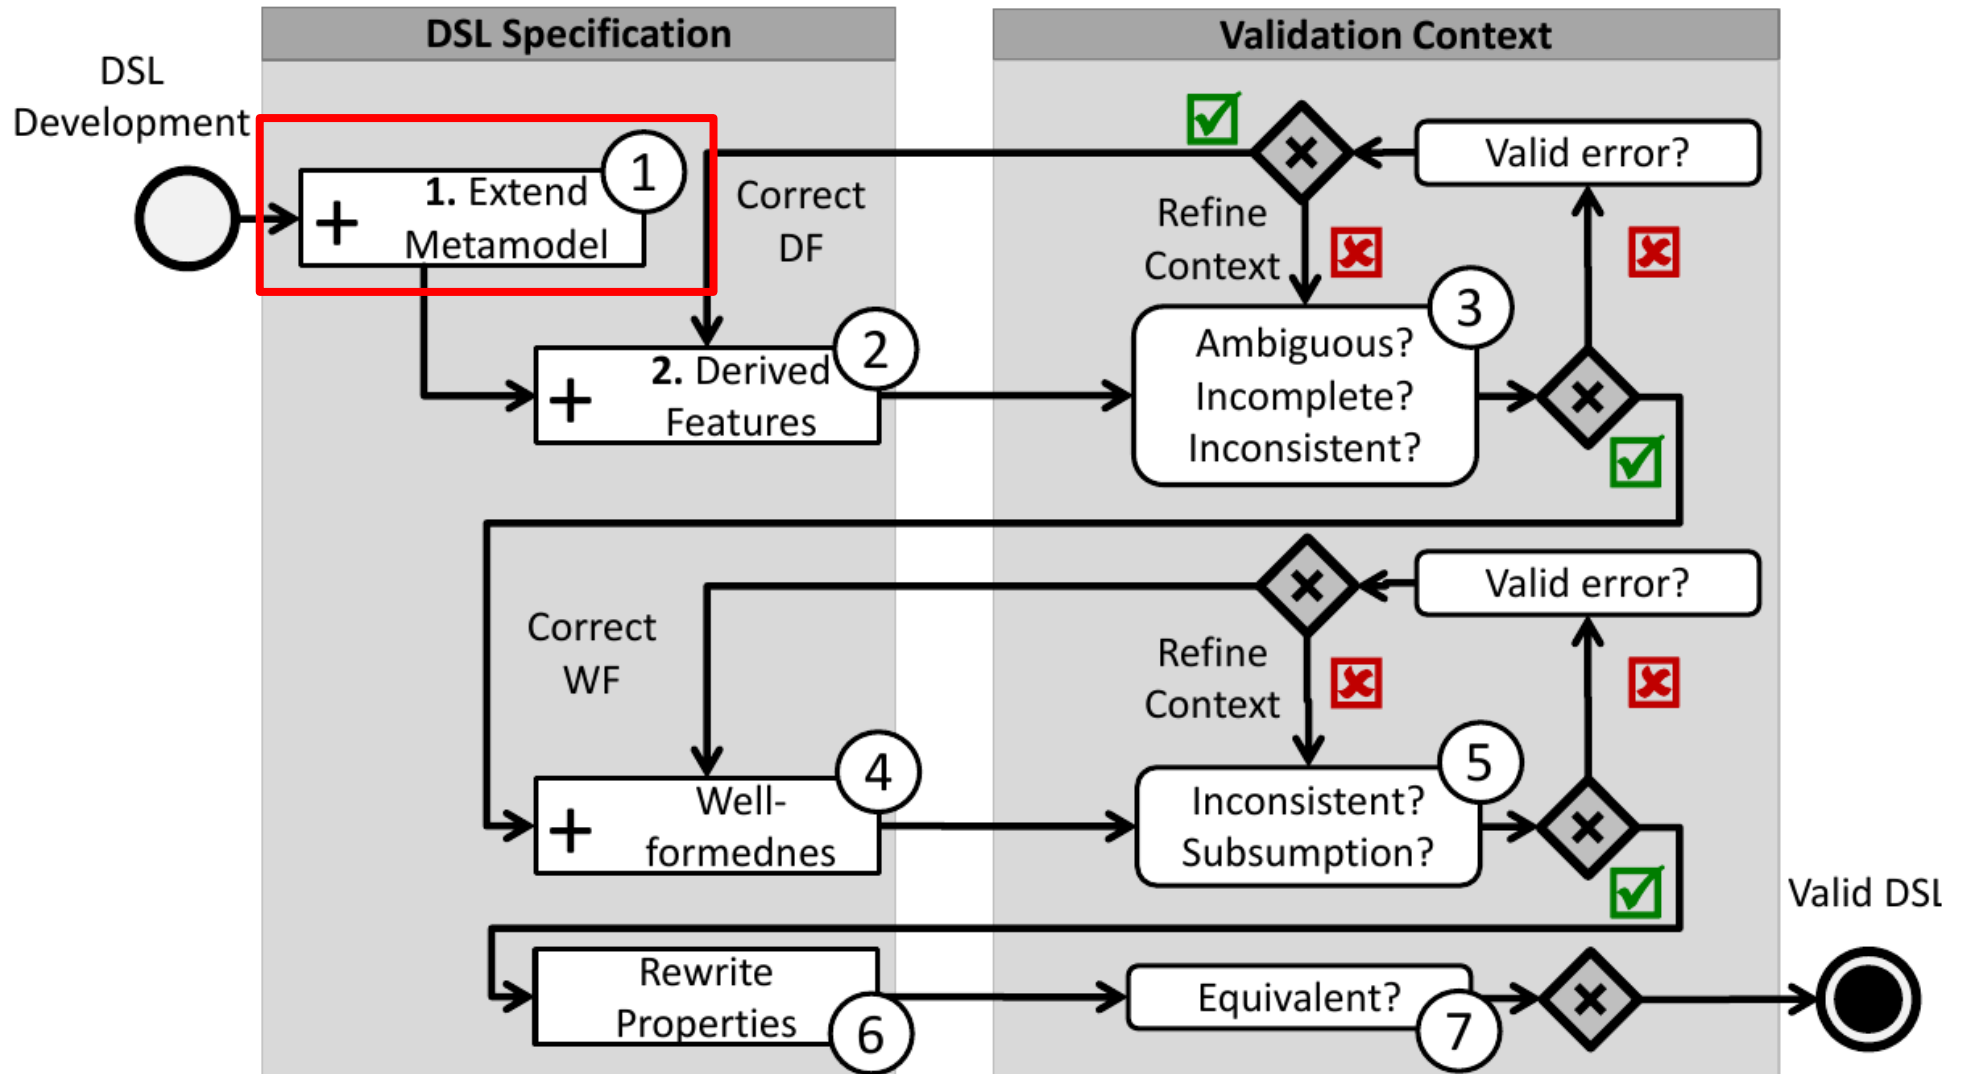 DSL Specification
Validation Context
DSL
Development
1. Extend
Metamodel
1
Correct
DF
Valid error?
Refine
Context
2. Derived
Features
2
Ambiguous?
Incomplete?
Inconsistent?
3
Correct
WF
Valid error?
Refine
Context
Well-
formednes
4
Inconsistent?
Subsumption?
5
Valid DSL
Rewrite
Properties
6
Equivalent?
7